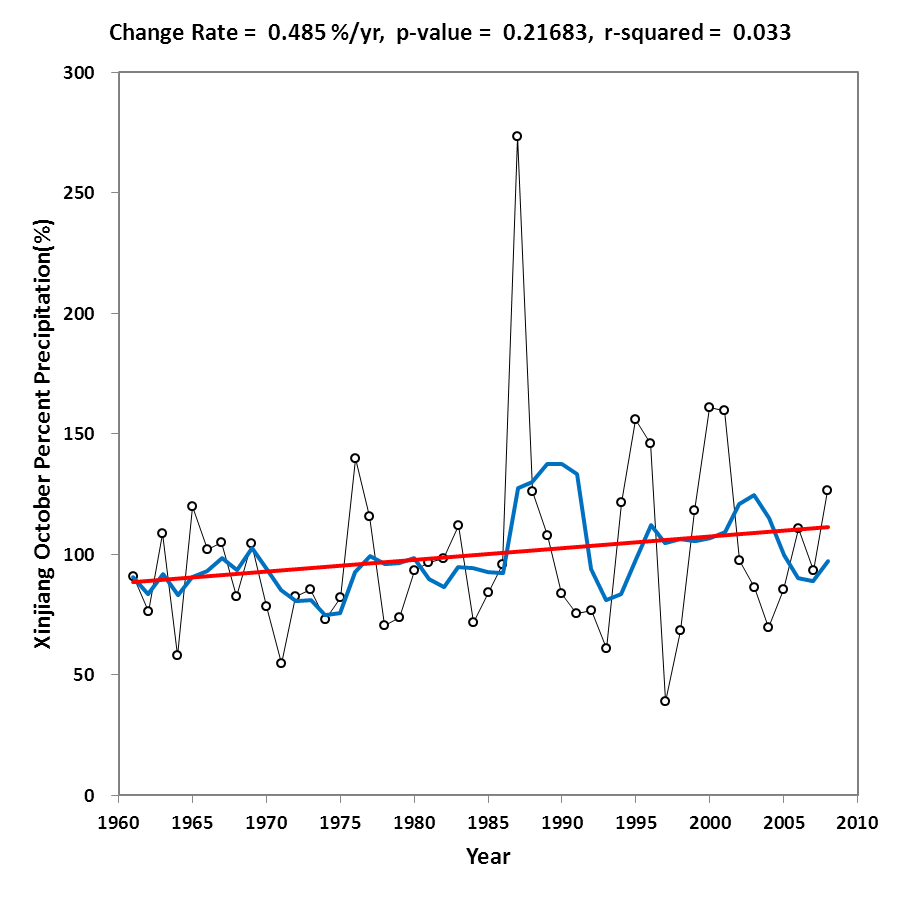 Change Rate = 0.485 %/yr, p-value = 0.21683, r-squared = 0.033
Xinjiang October Percent Precipitation(%)
300
250
200
150
100
50
0
1960 1965 1970 1975 1980 1985 1990 1995 2000 2005 2010
Year